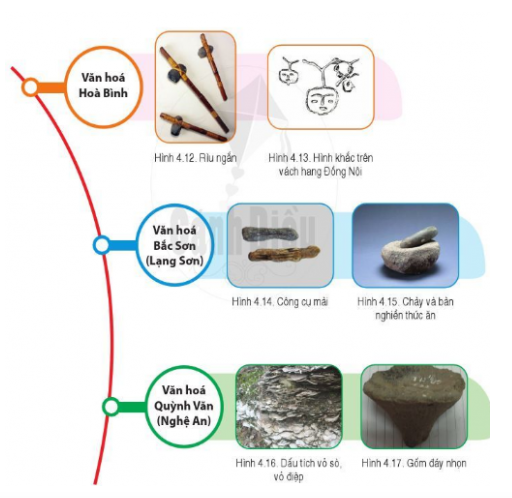 Văn hoá
Hoà Bình
Hình 4.12. Rìu ngắn
Hình 4.13. Hình khắc trên
vách hang Đồng Nội
Cánh Diều
Văn hoá
Bắc Sơn
(Lạng Sơn)
Hình 4.14. Công cụ mài
Hình 4.15. Chày và bàn
nghiền thức ăn
Văn hoá
Quỳnh Văn
(Nghệ An)
Hình 4.16. Dấu tích vỏ sò,
vỏ điệp
Hình 4.17. Gốm đáy nhọn